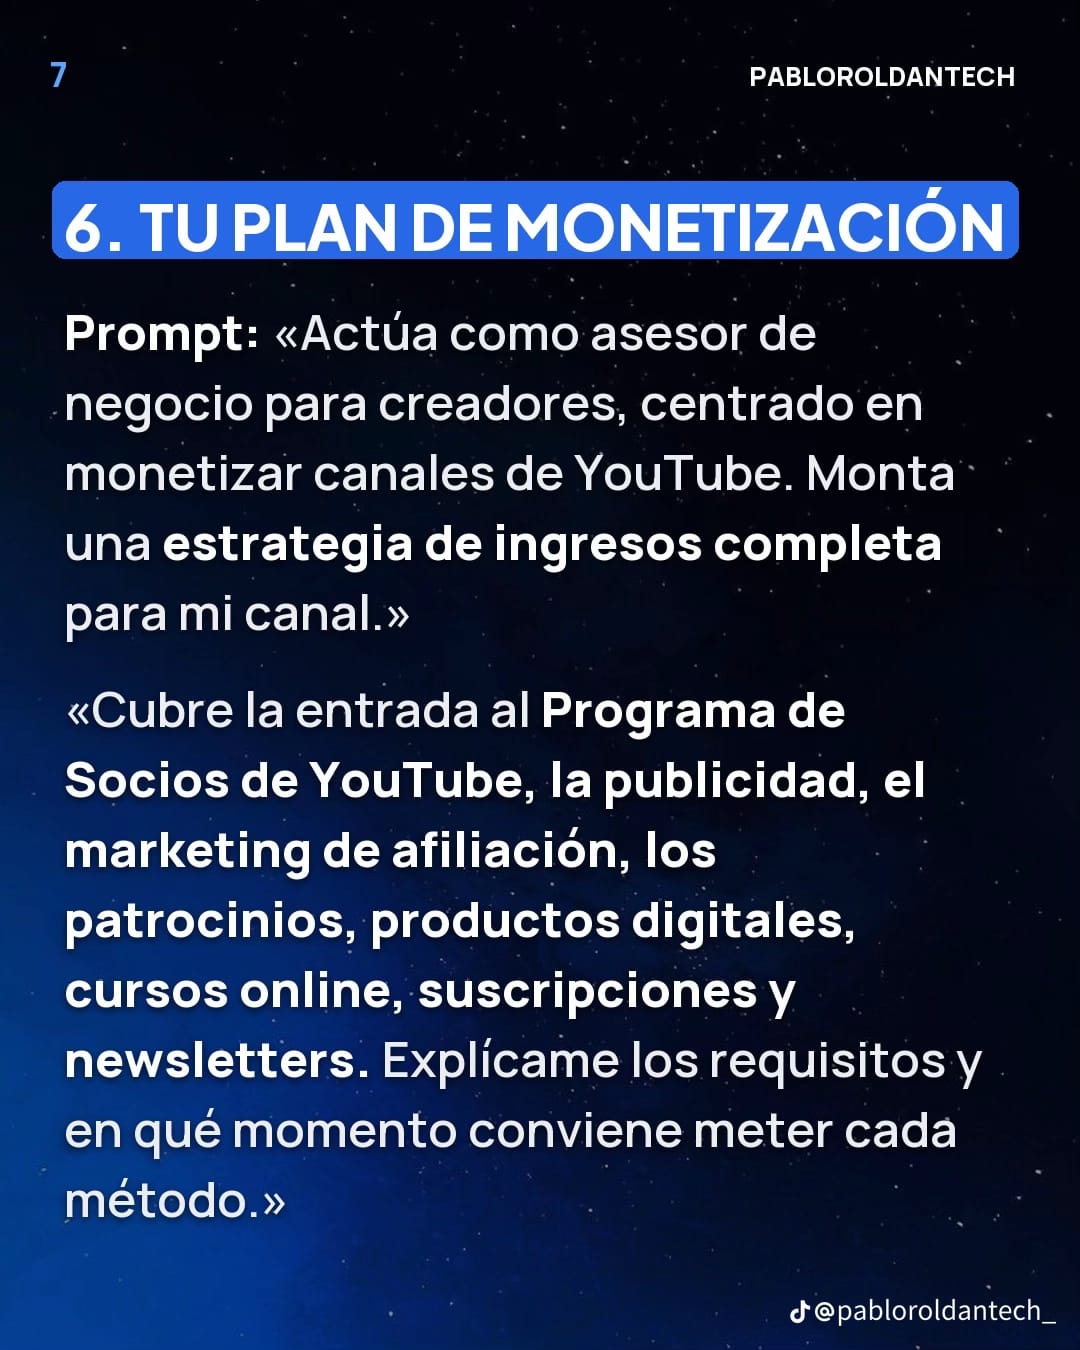 7
PABLOROLDANTECH
6. TU PLAN DE MONETIZACIÓN
Prompt: «Actúa como asesor de
negocio para creadores, centrado en
monetizar canales de YouTube. Monta
una estrategia de ingresos completa
para mi canal.»
«Cubre la entrada al Programa de
Socios de YouTube, la publicidad, el
marketing de afiliación, los
patrocinios, productos digitales,
cursos online, suscripciones y
newsletters. Explícame los requisitos y
en qué momento conviene meter cada
método.»
@pabloroldantech_